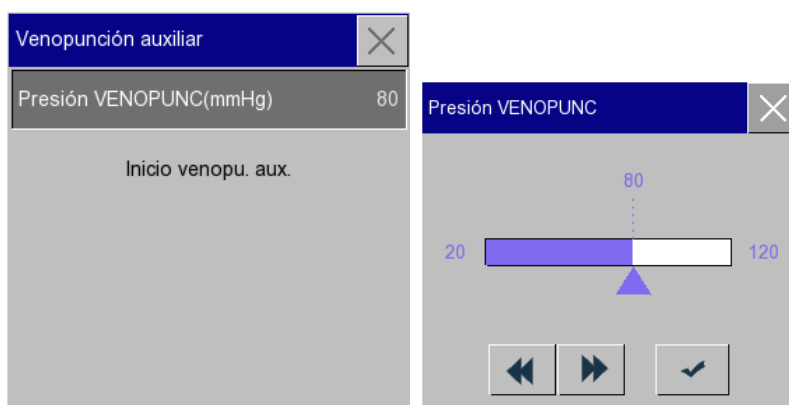 Venopunción auxiliar
Presión VENOPUNC(mmHg) 80
Inicio venopu. aux.
Presión VENOPUNC
80
20 120